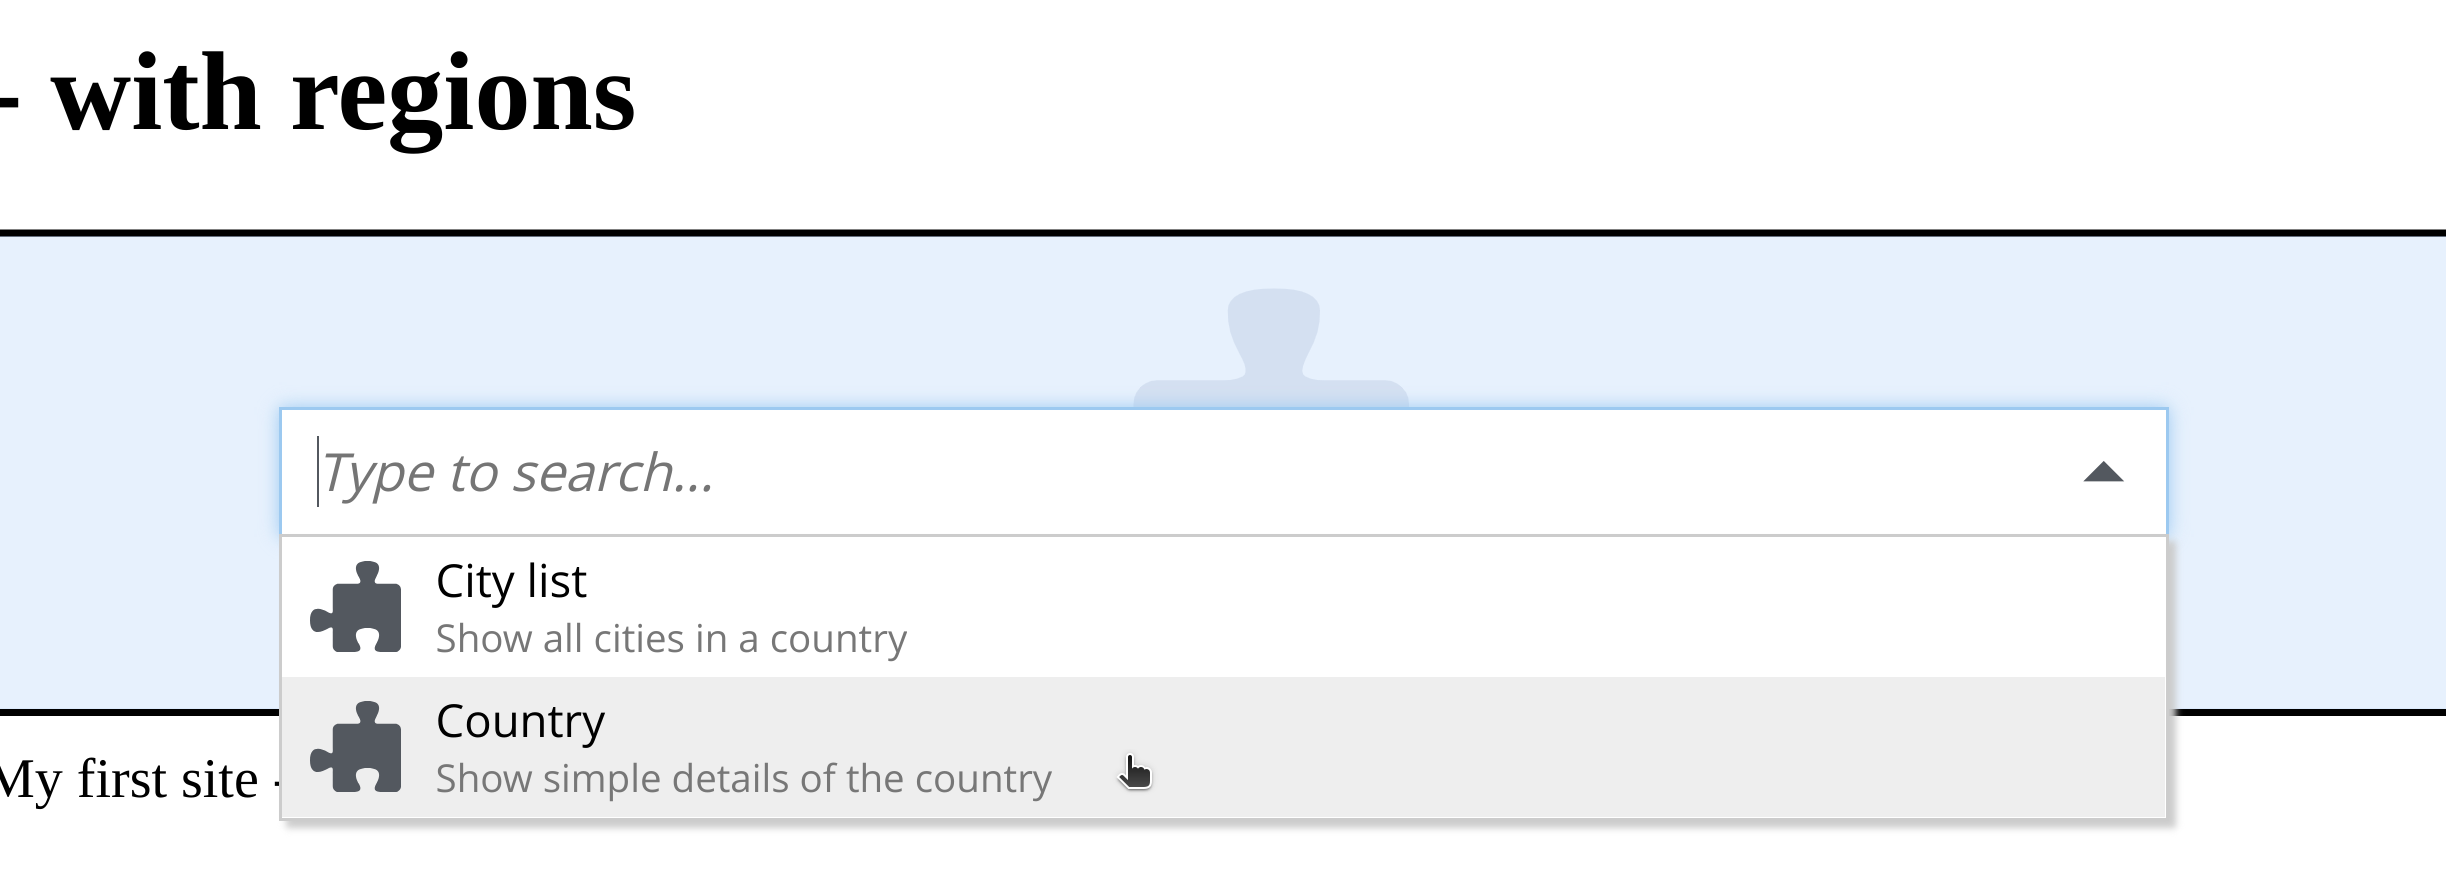 - with regions
Type to search...
City list
Show all cities in a country
Country
Show simple details of the country
My first site -